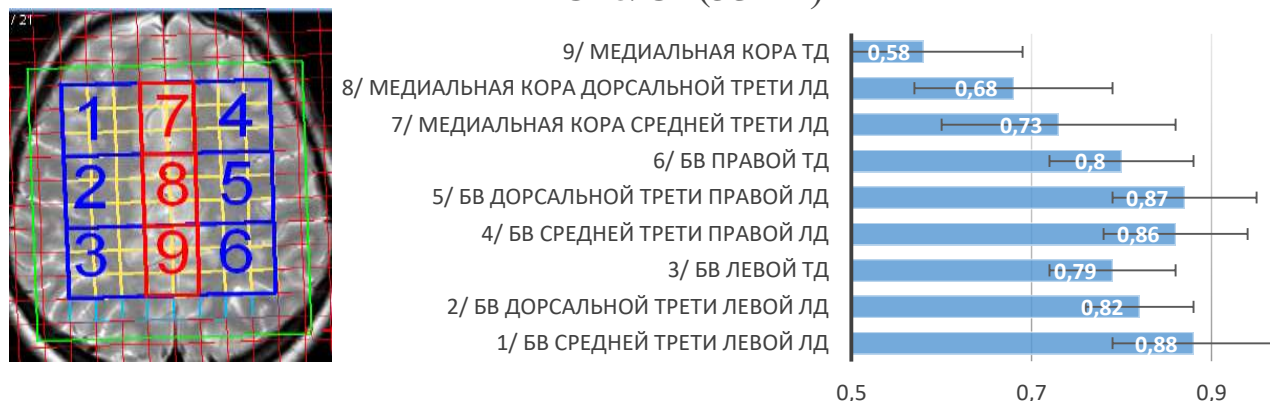 / 21
1 7 4
2 8 5
3 9 6
9/ МЕДИАЛЬНАЯ КОРА ТД 0,58
8/ МЕДИАЛЬНАЯ КОРА ДОРСАЛЬНОЙ ТРЕТИ ЛД 0,68
7/ МЕДИАЛЬНАЯ КОРА СРЕДНЕЙ ТРЕТИ ЛД 0,73
6/ БВ ПРАВОЙ ТД 0,8
5/ БВ ДОРСАЛЬНОЙ ТРЕТИ ПРАВОЙ ЛД 0,87
4/ БВ СРЕДНЕЙ ТРЕТИ ПРАВОЙ ЛД 0,86
3/ БВ ЛЕВОЙ ТД 0,79
2/ БВ ДОРСАЛЬНОЙ ТРЕТИ ЛЕВОЙ ЛД 0,82
1/ БВ СРЕДНЕЙ ТРЕТИ ЛЕВОЙ ЛД 0,88
0,5 0,7 0,9